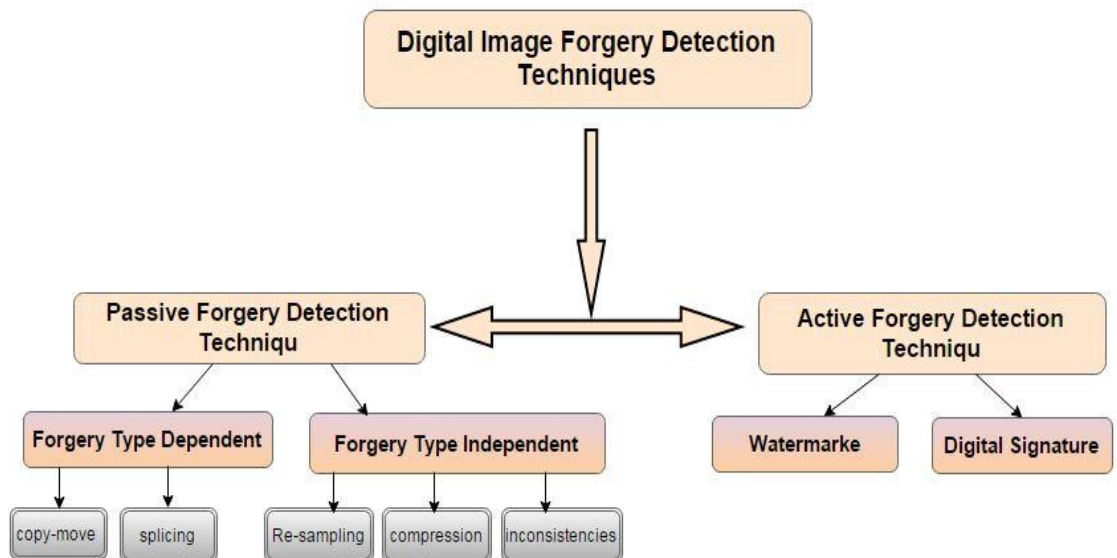 Digital Image Forgery Detection
Techniques
Passive Forgery Detection
Techniqu
Active Forgery Detection
Techniqu
Forgery Type Dependent
Forgery Type Independent
Watermarke
Digital Signature
copy-move
splicing
Re-sampling
compression
inconsistencies